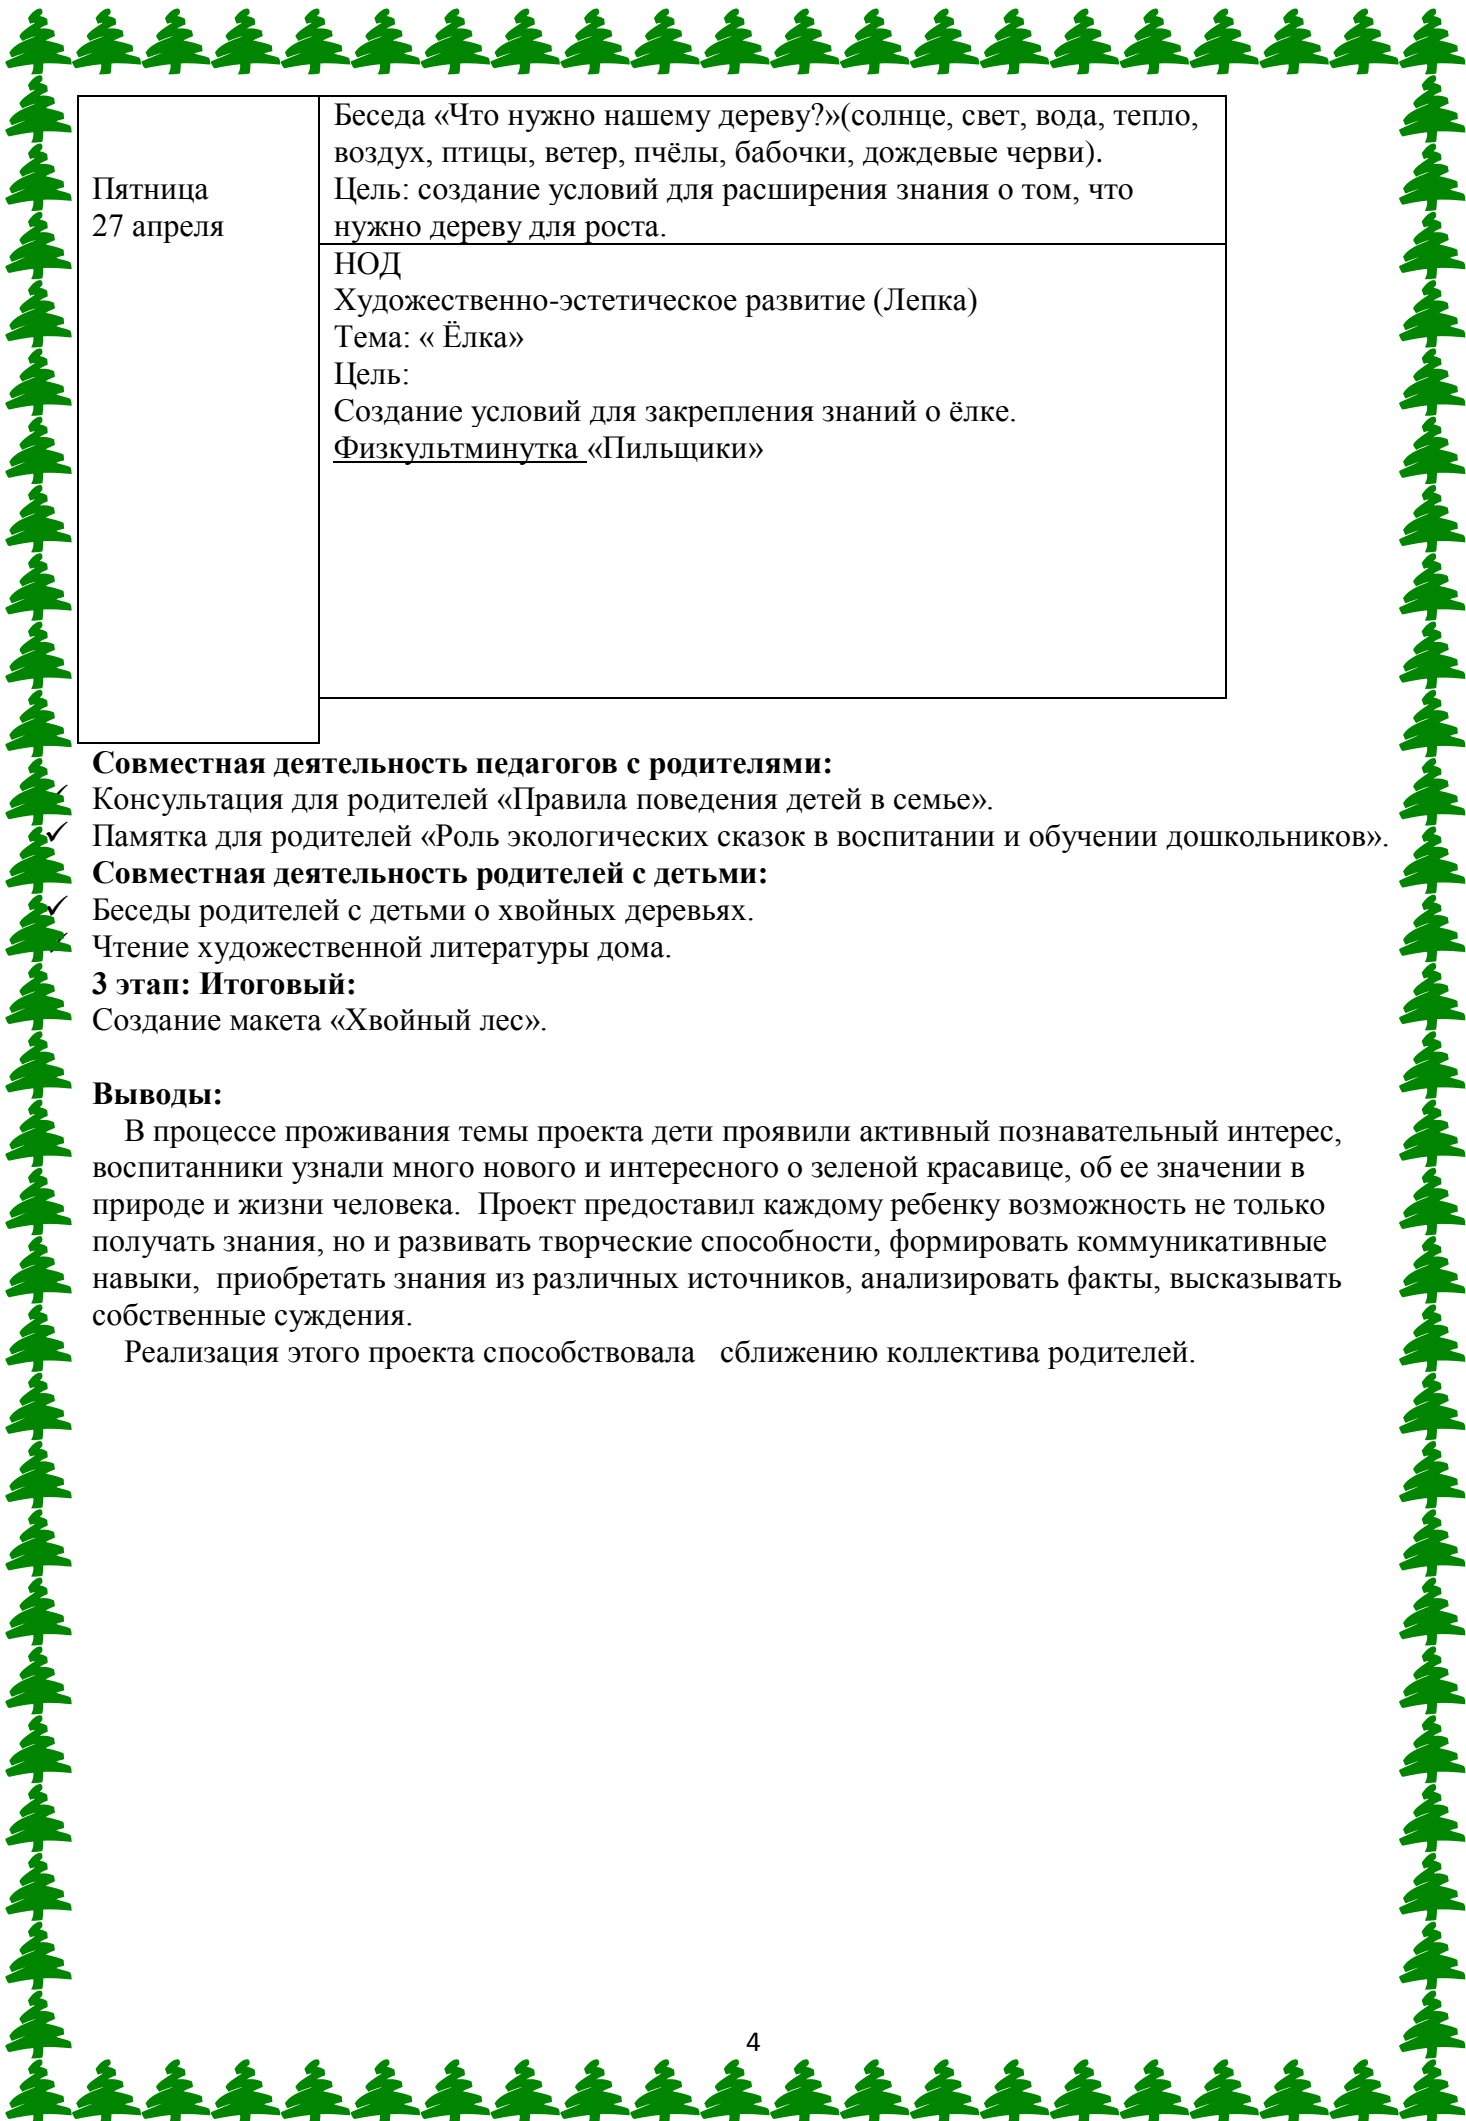 Беседа «Что нужно нашему дереву?»(солнце, свет, вода, тепло,
воздух, птицы, ветер, пчёлы, бабочки, дождевые черви).
Пятница
Цель: создание условий для расширения знания о том, что
27 апреля
нужно дереву для роста.
НОД
Художественно-эстетическое развитие (Лепка)
Тема: « Ёлка»
Цель:
Создание условий для закрепления знаний о ёлке.
Физкультминутка «Пильщики»
Совместная деятельность педагогов с родителями:
✓ Консультация для родителей «Правила поведения детей в семье».
✓ Памятка для родителей «Роль экологических сказок в воспитании и обучении дошкольников».
Совместная деятельность родителей с детьми:
✓ Беседы родителей с детьми о хвойных деревьях.
✓ Чтение художественной литературы дома.
3 этап: Итоговый:
Создание макета «Хвойный лес».
Выводы:
В процессе проживания темы проекта дети проявили активный познавательный интерес,
воспитанники узнали много нового и интересного о зеленой красавице, об ее значении в
природе и жизни человека.  Проект предоставил каждому ребенку возможность не только
получать знания, но и развивать творческие способности, формировать коммуникативные
навыки,  приобретать знания из различных источников, анализировать факты, высказывать
собственные суждения.
Реализация этого проекта способствовала   сближению коллектива родителей.
4